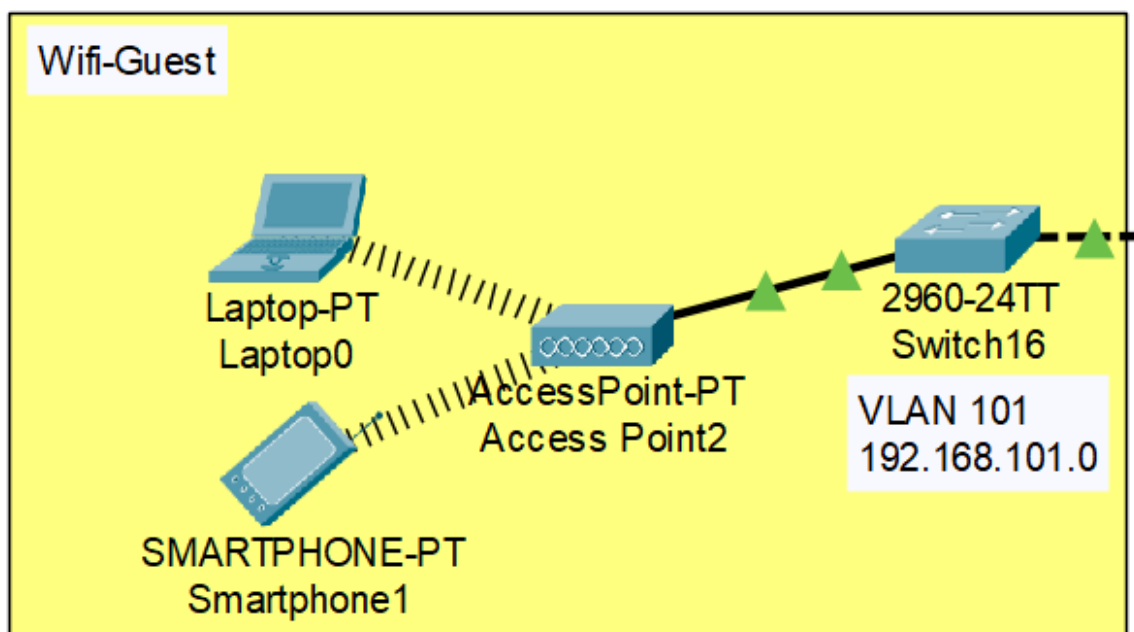 Wifi-Guest
Laptop-PT
Laptop0
AccessPoint-PT
Access Point2
2960-24TT
Switch16
VLAN 101
192.168.101.0
SMARTPHONE-PT
Smartphone1